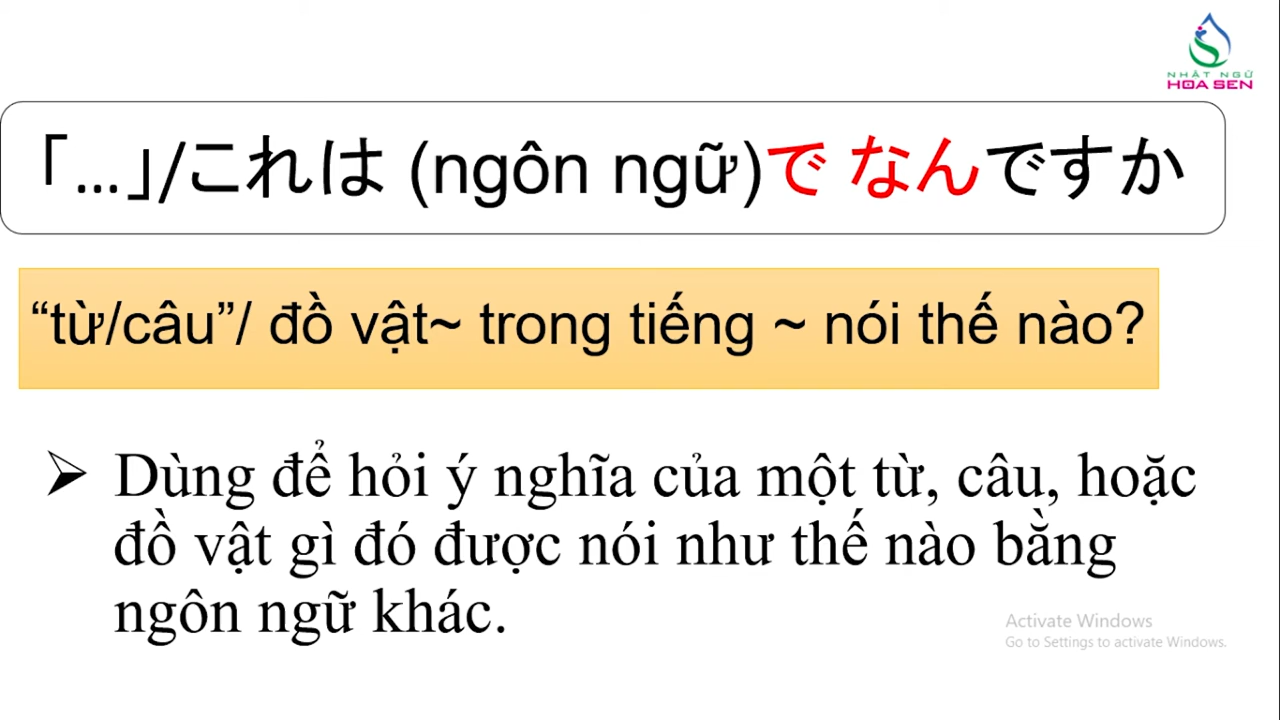 NHẬT NGỮ
HOA SEN
「…」/これは (ngôn ngữ)で なんですか
“từ/câu”/ đồ vật~ trong tiếng ~ nói thế nào?
➢ Dùng để hỏi ý nghĩa của một từ, câu, hoặc
đồ vật gì đó được nói như thế nào bằng
ngôn ngữ khác.
Activate Windows
Go to Settings to activate Windows.